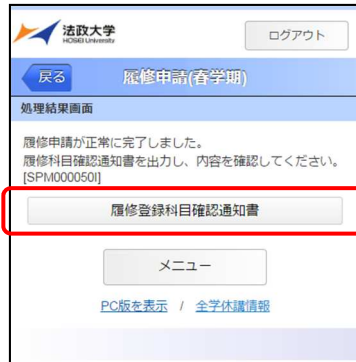 法政大学
HOSEI University
ログアウト
戻る
履修申請(春学期)
処理結果画面
履修申請が正常に完了しました。
履修科目確認通知書を出力し、内容を確認してください。
[SPM000050I]
履修登録科目確認通知書
メニュー
PC版を表示 / 全学休講情報